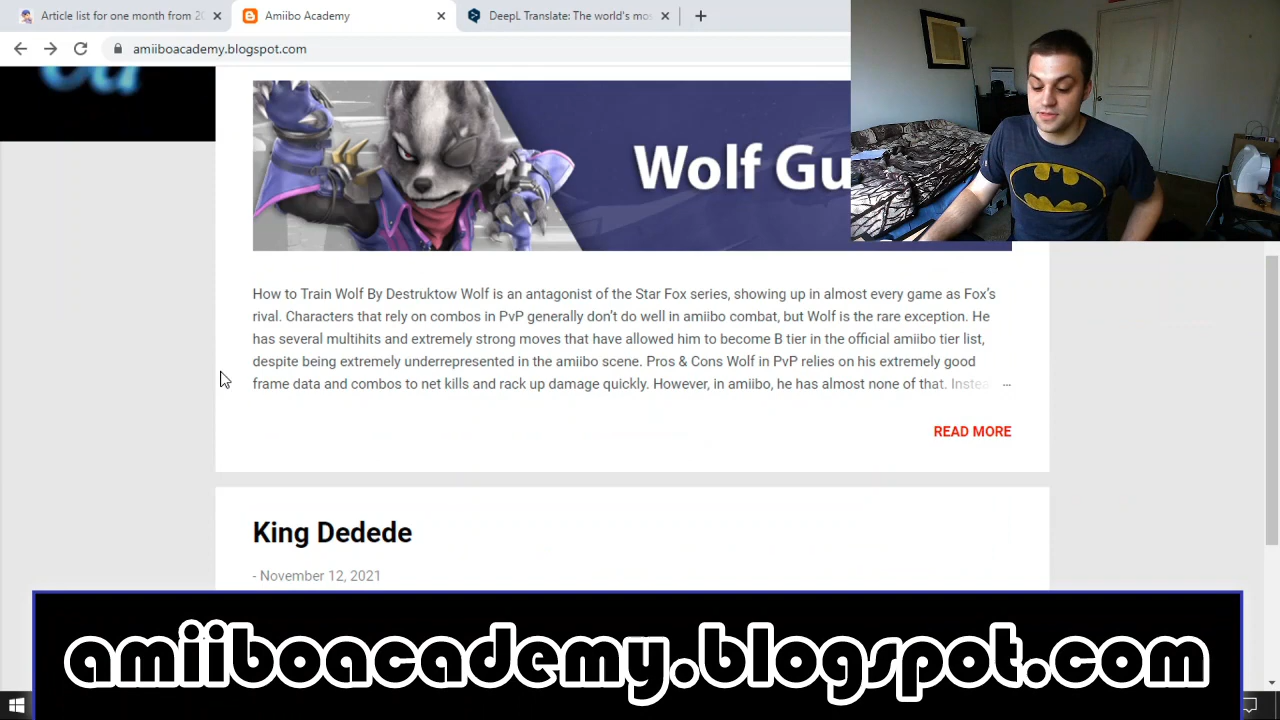 Article list for one month from 20
Amiibo Academy
DeepL Translate: The world's mos
amiiboacademy.blogspot.com
Wolf Gu
How to Train Wolf By Destruktow Wolf is an antagonist of the Star Fox series, showing up in almost every game as Fox's
rival. Characters that rely on combos in PvP generally don't do well in amiibo combat, but Wolf is the rare exception. He
has several multihits and extremely strong moves that have allowed him to become B tier in the official amiibo tier list,
despite being extremely underrepresented in the amiibo scene. Pros & Cons Wolf in PvP relies on his extremely good
frame data and combos to net kills and rack up damage quickly. However, in amiibo, he has almost none of that. Instea ...
READ MORE
King Dedede
- November 12, 2021
amiiboacademy.blogspot.com